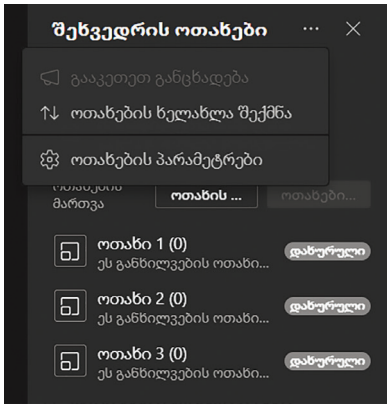 შეხვედრის ოთახები ...
გააკეთეთ განცხადება
ოთახების ხელახლა შექმნა
ოთახების პარამეტრები
ოთახების
მართვა
ოთახის ...
ოთახები...
ოთახი 1 (0)
დახურული
ეს განხილვების ოთახი...
ოთახი 2 (0)
დახურული
ეს განხილვების ოთახი...
ოთახი 3 (0)
დახურული
ეს განხილვების ოთახი...